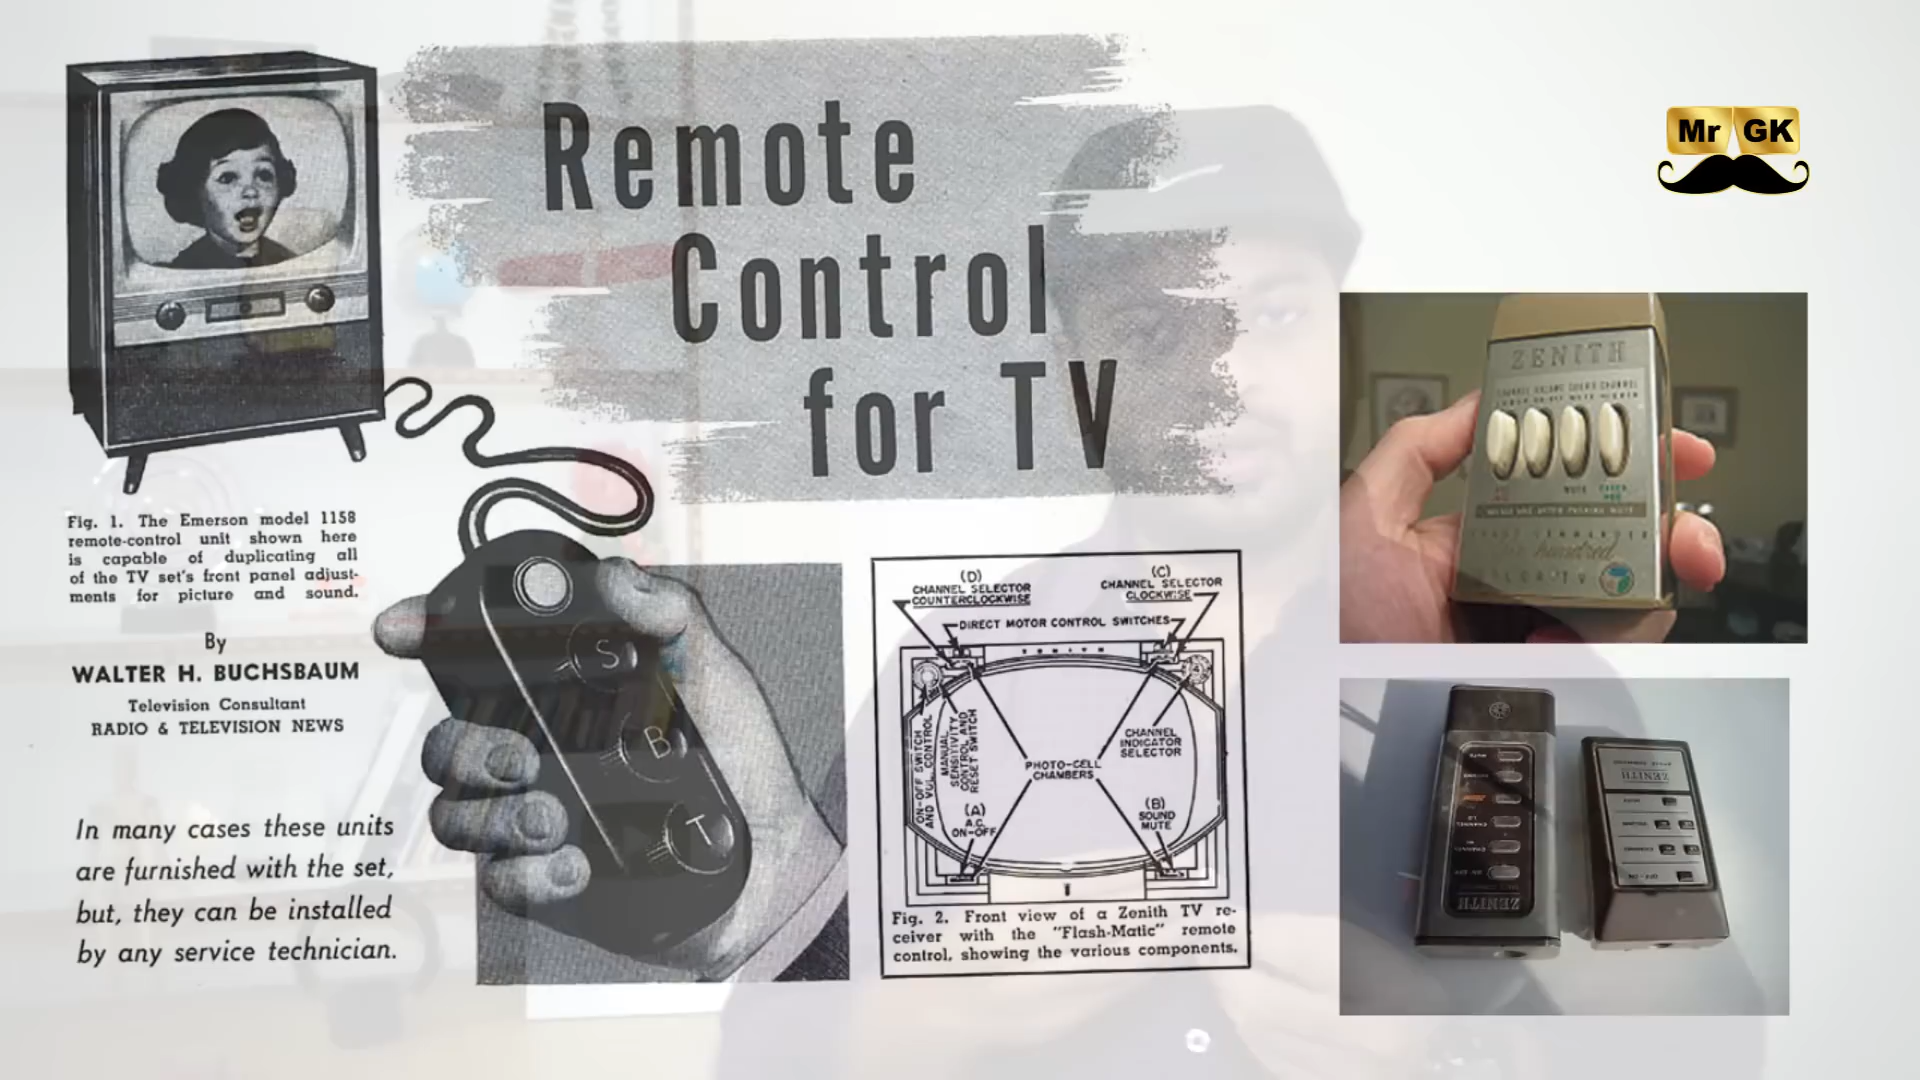 Remote
Control
for TV
Mr GK
Fig. 1. The Emerson model 1158
remote-control unit shown here
is capable of duplicating all
of the TV set's front panel adjust-
ments for picture and sound.
By
WALTER H. BUCHSBAUM
Television Consultant
RADIO & TELEVISION NEWS
In many cases these units
are furnished with the set,
but, they can be installed
by any service technician.
S
B
T
(D)
CHANNEL SELECTOR
COUNTERCLOCKWISE
(C)
CHANNEL SELECTOR
CLOCKWISE
DIRECT MOTOR CONTROL SWITCHES
ZENITH
ON-OFF SWITCH
AND VOL. CONTROL
MANUAL
SENSITIVITY
CONTROL AND
RESET SWITCH
CHANNEL
INDICATOR
SELECTOR
PHOTO-CELL
CHAMBERS
(A)
A.C.
ON-OFF
(B)
SOUND
MUTE
Fig. 2. Front view of a Zenith TV re-
ceiver with the "Flash-Matic" remote
control, showing the various components.
ZENITH
MUTE
hundred
ZENITH
ZENITH